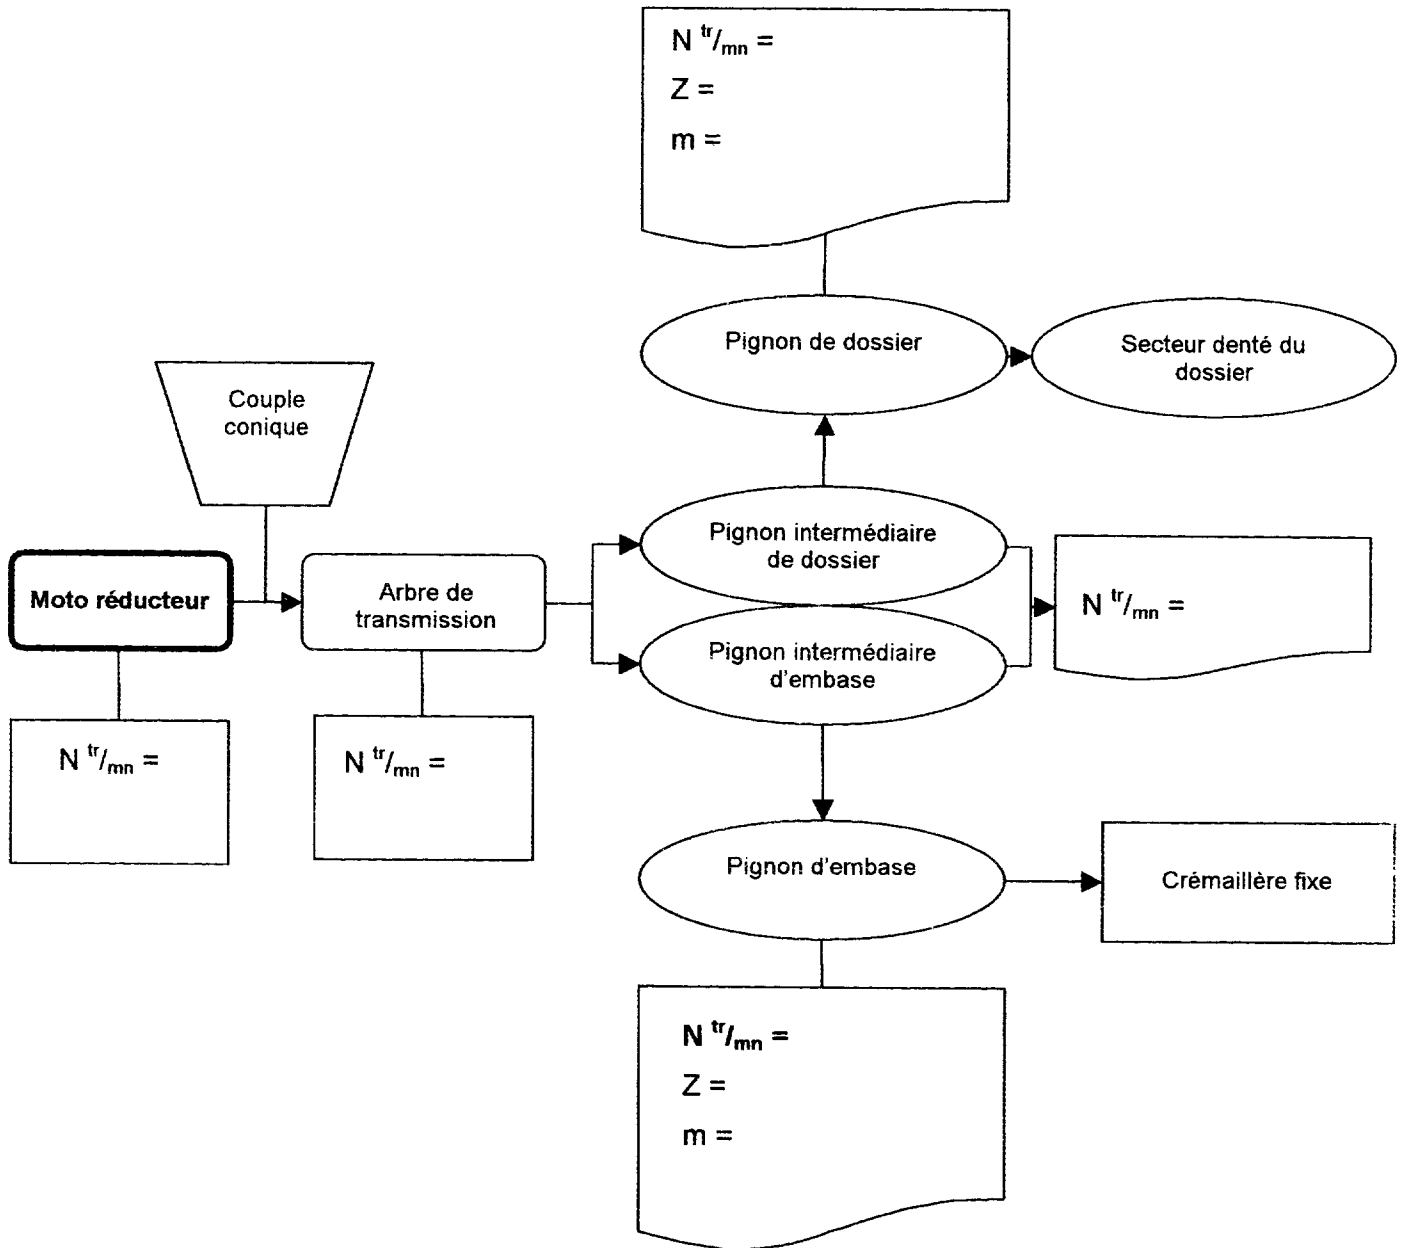 N tr/mn =
Z =
m =
Pignon de dossier
Secteur denté du
dossier
Couple
conique
Pignon intermédiaire
de dossier
Moto réducteur
Arbre de
transmission
N tr/mn =
Pignon intermédiaire
d'embase
N tr/mn =
N tr/mn =
Pignon d'embase
Crémaillère fixe
N tr/mn =
Z =
m =